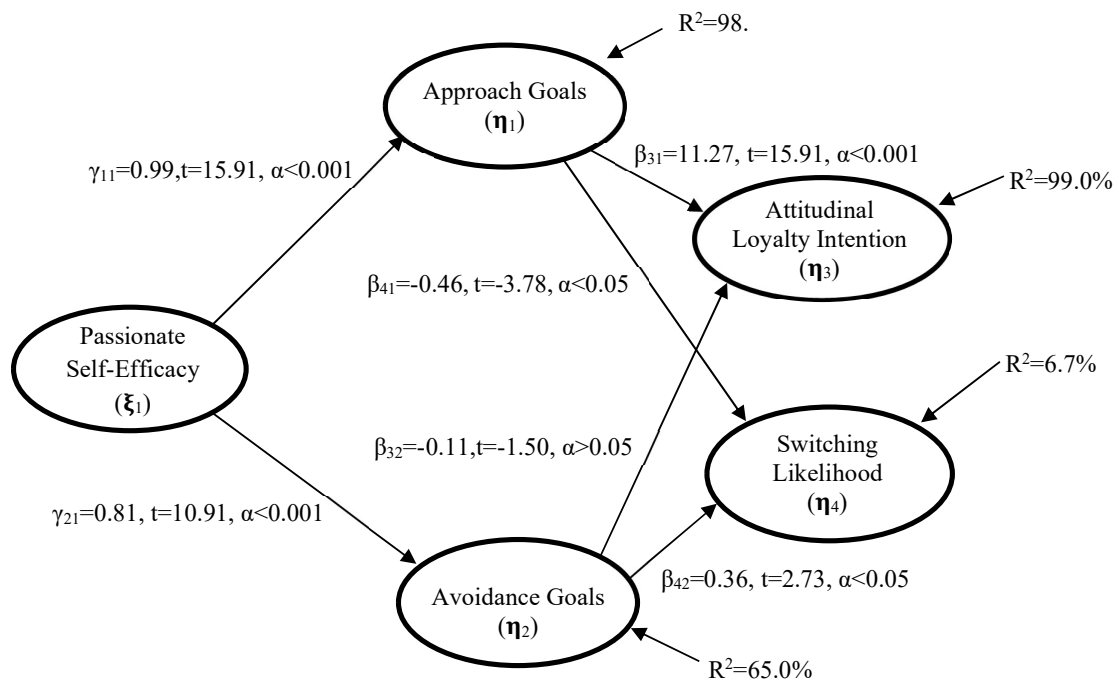 R²=98.
Approach Goals
(η₁)
γ₁₁=0.99,t=15.91, α<0.001
β₃₁=11.27, t=15.91, α<0.001
R²=99.0%
Attitudinal
Loyalty Intention
(η₃)
β₄₁=-0.46, t=-3.78, α<0.05
Passionate
Self-Efficacy
(ξ₁)
R²=6.7%
β₃₂=-0.11,t=-1.50, α>0.05
Switching
Likelihood
(η₄)
γ₂₁=0.81, t=10.91, α<0.001
β₄₂=0.36, t=2.73, α<0.05
Avoidance Goals
(η₂)
R²=65.0%